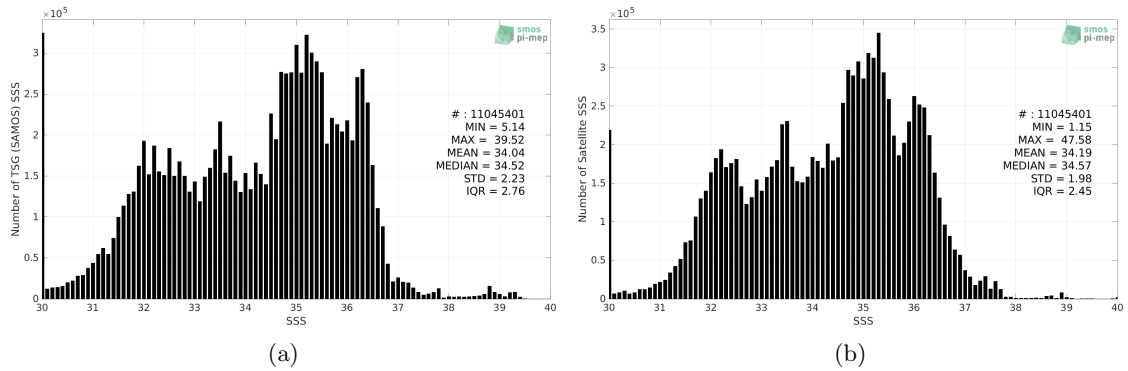 ×10^5
Number of TSG (SAMOS) SSS
3
2.5
2
1.5
1
0.5
0
30 31 32 33 34 35 36 37 38 39 40
SSS
smos
pi-mep
# : 11045401
MIN = 5.14
MAX = 39.52
MEAN = 34.04
MEDIAN = 34.52
STD = 2.23
IQR = 2.76
(a)
×10^5
Number of Satellite SSS
3.5
3
2.5
2
1.5
1
0.5
0
30 31 32 33 34 35 36 37 38 39 40
SSS
smos
pi-mep
# : 11045401
MIN = 1.15
MAX = 47.58
MEAN = 34.19
MEDIAN = 34.57
STD = 1.98
IQR = 2.45
(b)